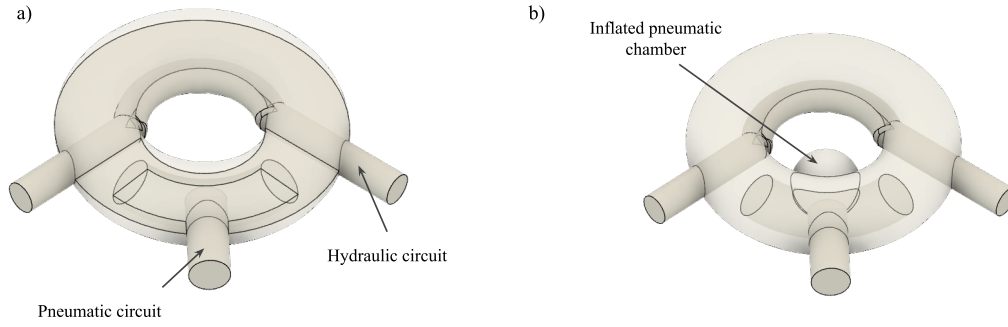 a)
Hydraulic circuit
Pneumatic circuit
b)
Inflated pneumatic
chamber